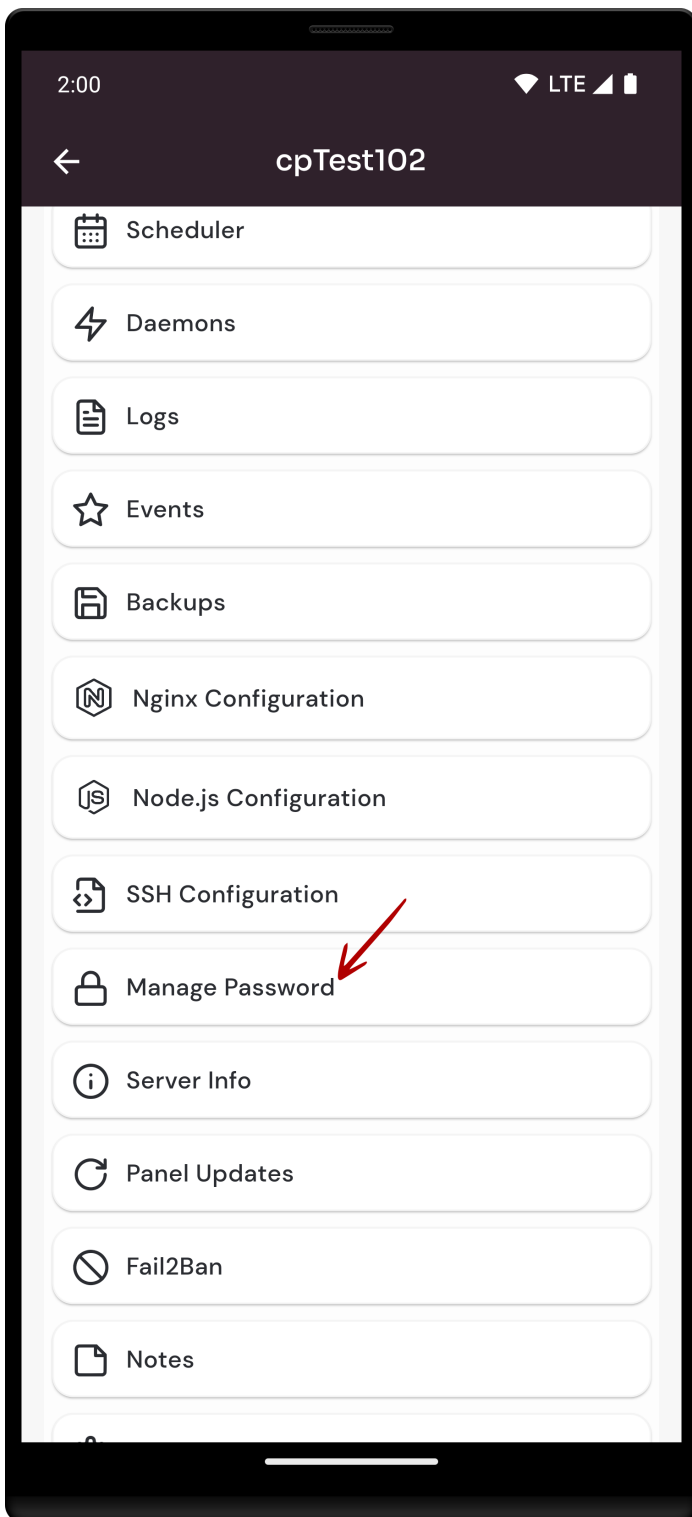 2:00
LTE
cpTest102
Scheduler
Daemons
Logs
Events
Backups
Nginx Configuration
Node.js Configuration
SSH Configuration
Manage Password
Server Info
Panel Updates
Fail2Ban
Notes